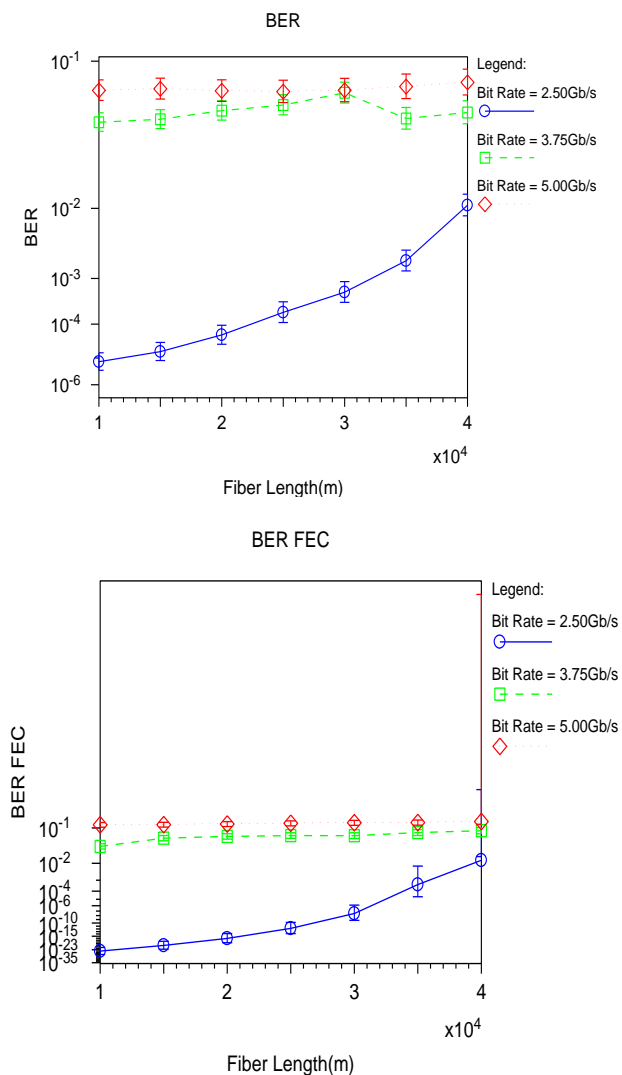 BER
10-1
10-2
10-3
10-4
10-6
BER
1
2
3
4
x10^4
Fiber Length(m)
Legend:
Bit Rate = 2.50Gb/s
Bit Rate = 3.75Gb/s
Bit Rate = 5.00Gb/s
BER FEC
10-1
10-2
10-4
10-6
10-10
10-15
10-23
10-35
BER FEC
1
2
3
4
x10^4
Fiber Length(m)
Legend:
Bit Rate = 2.50Gb/s
Bit Rate = 3.75Gb/s
Bit Rate = 5.00Gb/s